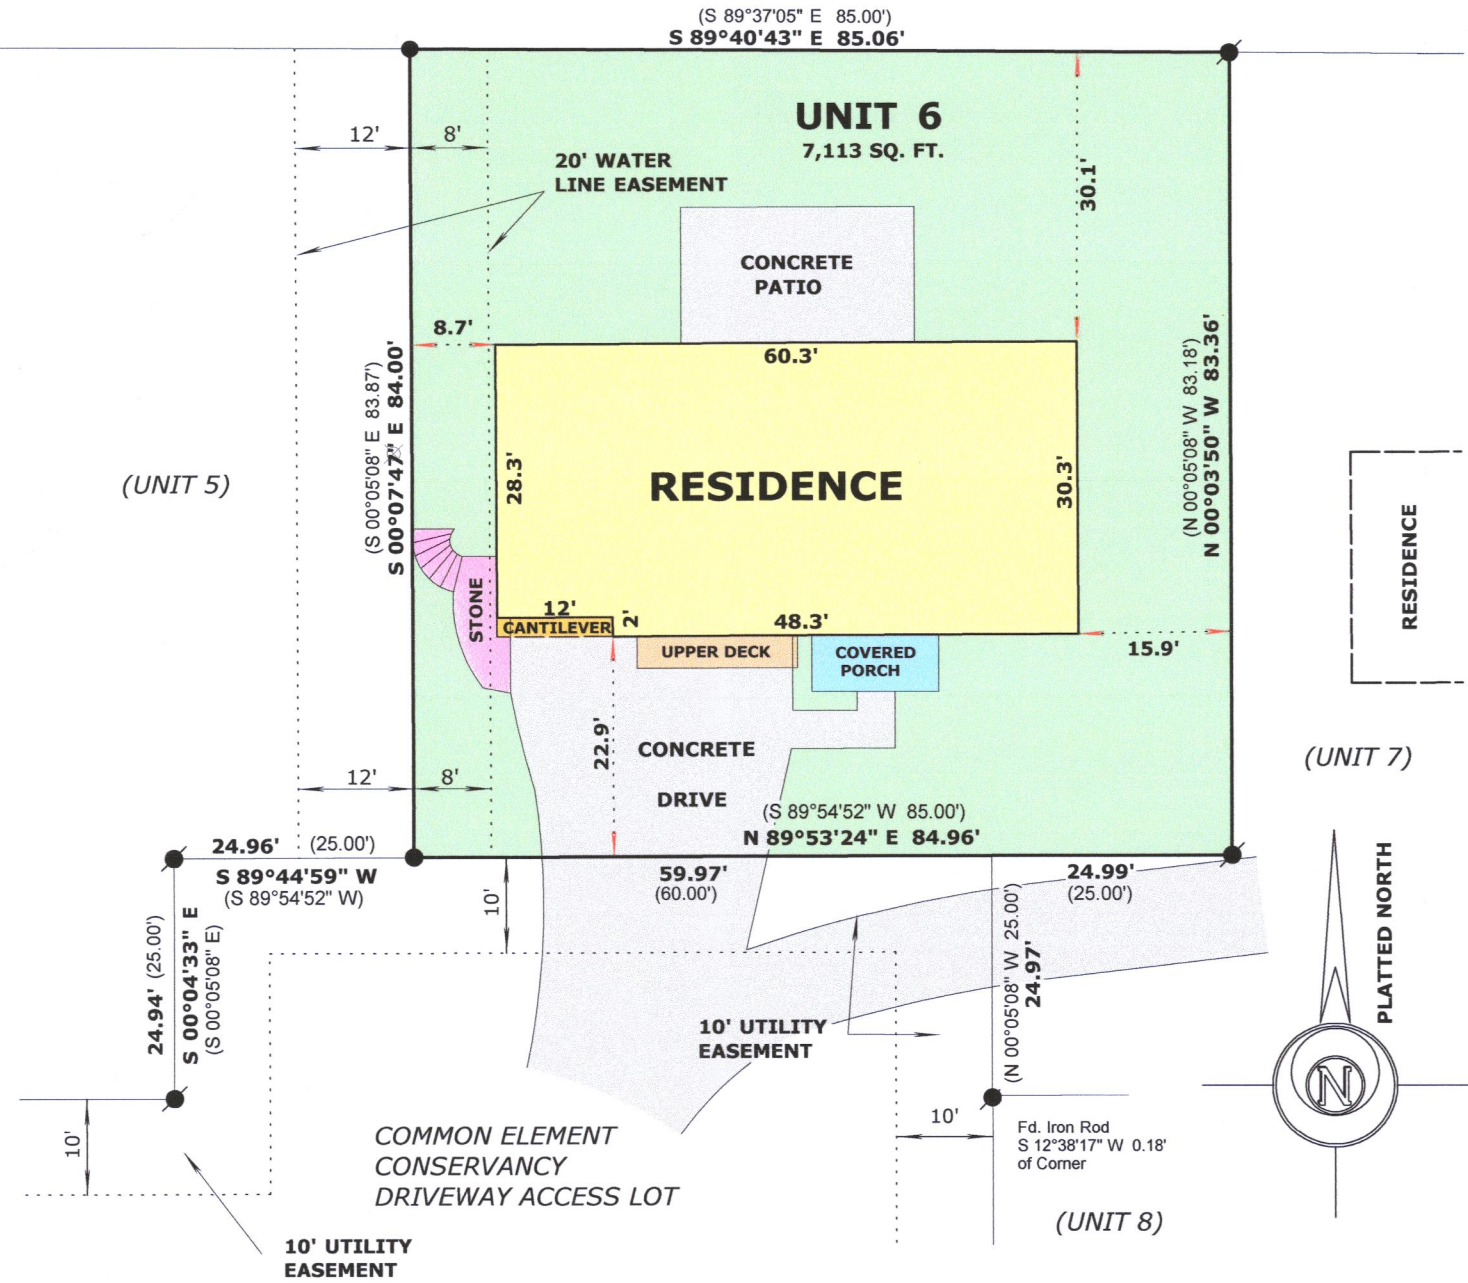 (S 89°37'05" E 85.00')
S 89°40'43" E 85.06'
UNIT 6
7,113 SQ. FT.
12'
8'
20' WATER
LINE EASEMENT
30.1'
CONCRETE
PATIO
8.7'
60.3'
(S 00°05'08" E 83.87')
S 00°07'47" E 84.00'
(N 00°05'08" W 83.18')
N 00°03'50" W 83.36'
(UNIT 5)
28.3'
RESIDENCE
30.3'
RESIDENCE
STONE
12'
2'
CANTILEVER
48.3'
UPPER DECK
COVERED
PORCH
15.9'
22.9'
CONCRETE
DRIVE
(UNIT 7)
12'
8'
(S 89°54'52" W 85.00')
N 89°53'24" E 84.96'
24.96' (25.00')
S 89°44'59" W
(S 89°54'52" W)
59.97'
(60.00')
24.99'
(25.00')
10'
24.94' (25.00')
S 00°04'33" E
(S 00°05'08" E)
(N 00°05'08" W 25.00')
24.97'
PLATTED NORTH
N
10' UTILITY
EASEMENT
10'
10'
Fd. Iron Rod
S 12°38'17" W 0.18'
of Corner
COMMON ELEMENT
CONSERVANCY
DRIVEWAY ACCESS LOT
(UNIT 8)
10' UTILITY
EASEMENT